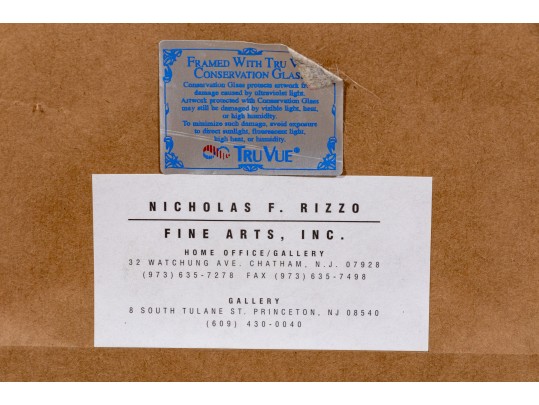 FRAMED WITH TRU V
CONSERVATION GLAS
Conservation Glass protects artwork fr
damage caused by ultraviolet light.
Artwork protected with Conservation Glass
may still be damaged by visible light, heat,
or high humidity.
To minimize such damage, avoid exposure
to direct sunlight, fluorescent light,
high heat, or humidity.
TRU VUE®
NICHOLAS F. RIZZO
FINE ARTS, INC.
HOME OFFICE/GALLERY
32 WATCHUNG AVE. CHATHAM, N.J. 07928
(973) 635-7278 FAX (973) 635-7498
GALLERY
8 SOUTH TULANE ST. PRINCETON, NJ 08540
(609) 430-0040